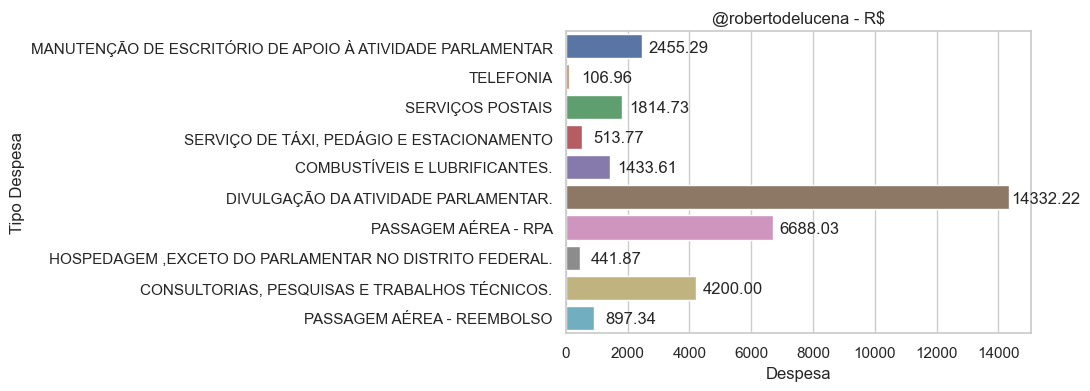 @robertodelucena - R$
Tipo Despesa
MANUTENÇÃO DE ESCRITÓRIO DE APOIO À ATIVIDADE PARLAMENTAR 2455.29
TELEFONIA 106.96
SERVIÇOS POSTAIS 1814.73
SERVIÇO DE TÁXI, PEDÁGIO E ESTACIONAMENTO 513.77
COMBUSTÍVEIS E LUBRIFICANTES. 1433.61
DIVULGAÇÃO DA ATIVIDADE PARLAMENTAR. 14332.22
PASSAGEM AÉREA - RPA 6688.03
HOSPEDAGEM ,EXCETO DO PARLAMENTAR NO DISTRITO FEDERAL. 441.87
CONSULTORIAS, PESQUISAS E TRABALHOS TÉCNICOS. 4200.00
PASSAGEM AÉREA - REEMBOLSO 897.34
0 2000 4000 6000 8000 10000 12000 14000
Despesa